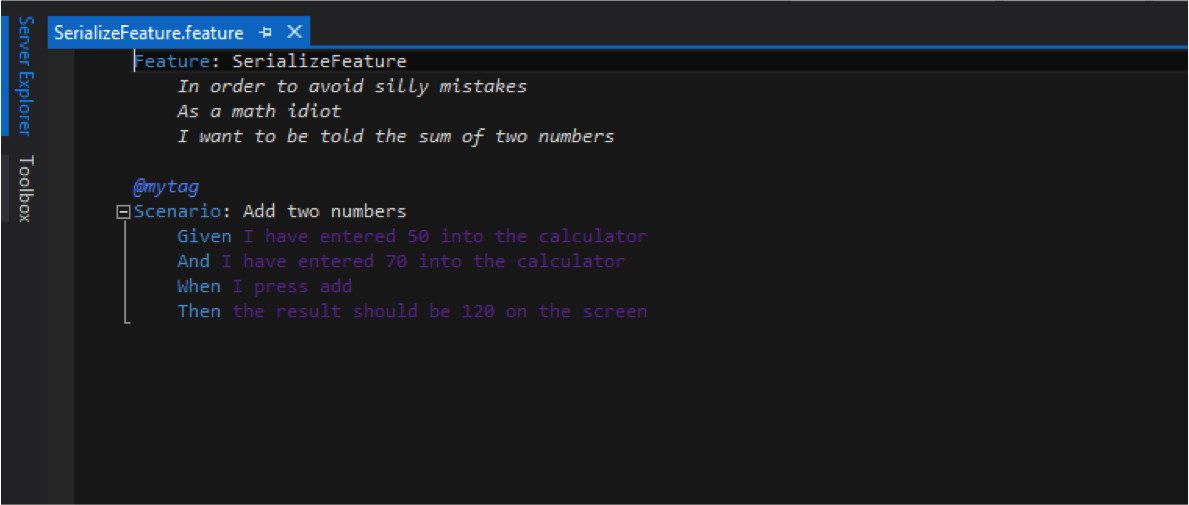 Server Explorer
Toolbox
SerializeFeature.feature
Feature: SerializeFeature
In order to avoid silly mistakes
As a math idiot
I want to be told the sum of two numbers
@mytag
Scenario: Add two numbers
Given I have entered 50 into the calculator
And I have entered 70 into the calculator
When I press add
Then the result should be 120 on the screen